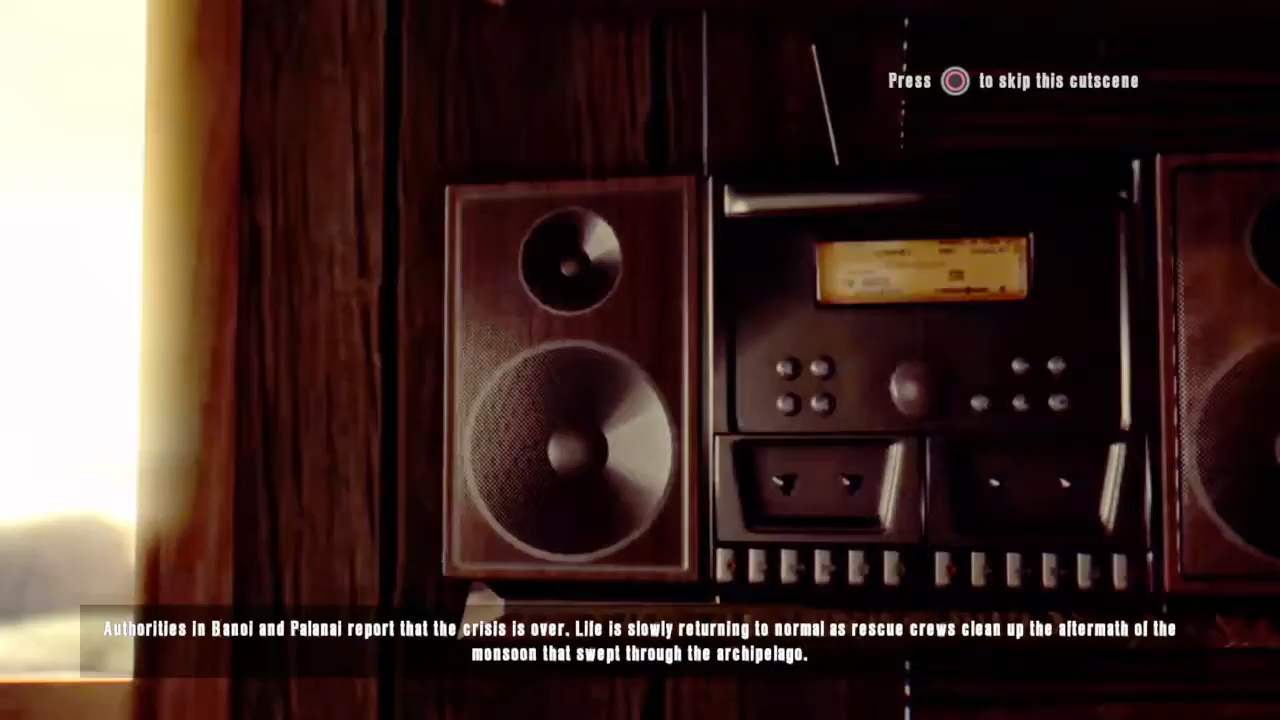 Press to skip this cutscene
Authorities in Banoi and Palanai report that the crisis is over. Life is slowly returning to normal as rescue crews clean up the aftermath of the
monsoon that swept through the archipelago.